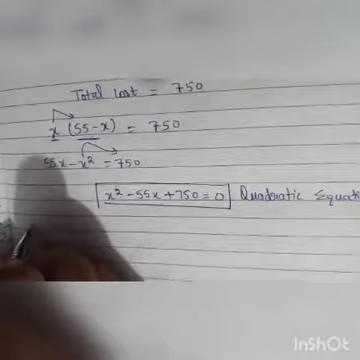 Total cost = 750
x (55-x) = 750
55x - x² = 750
x² - 55x + 750 = 0 Quadratic Equati
InShOt